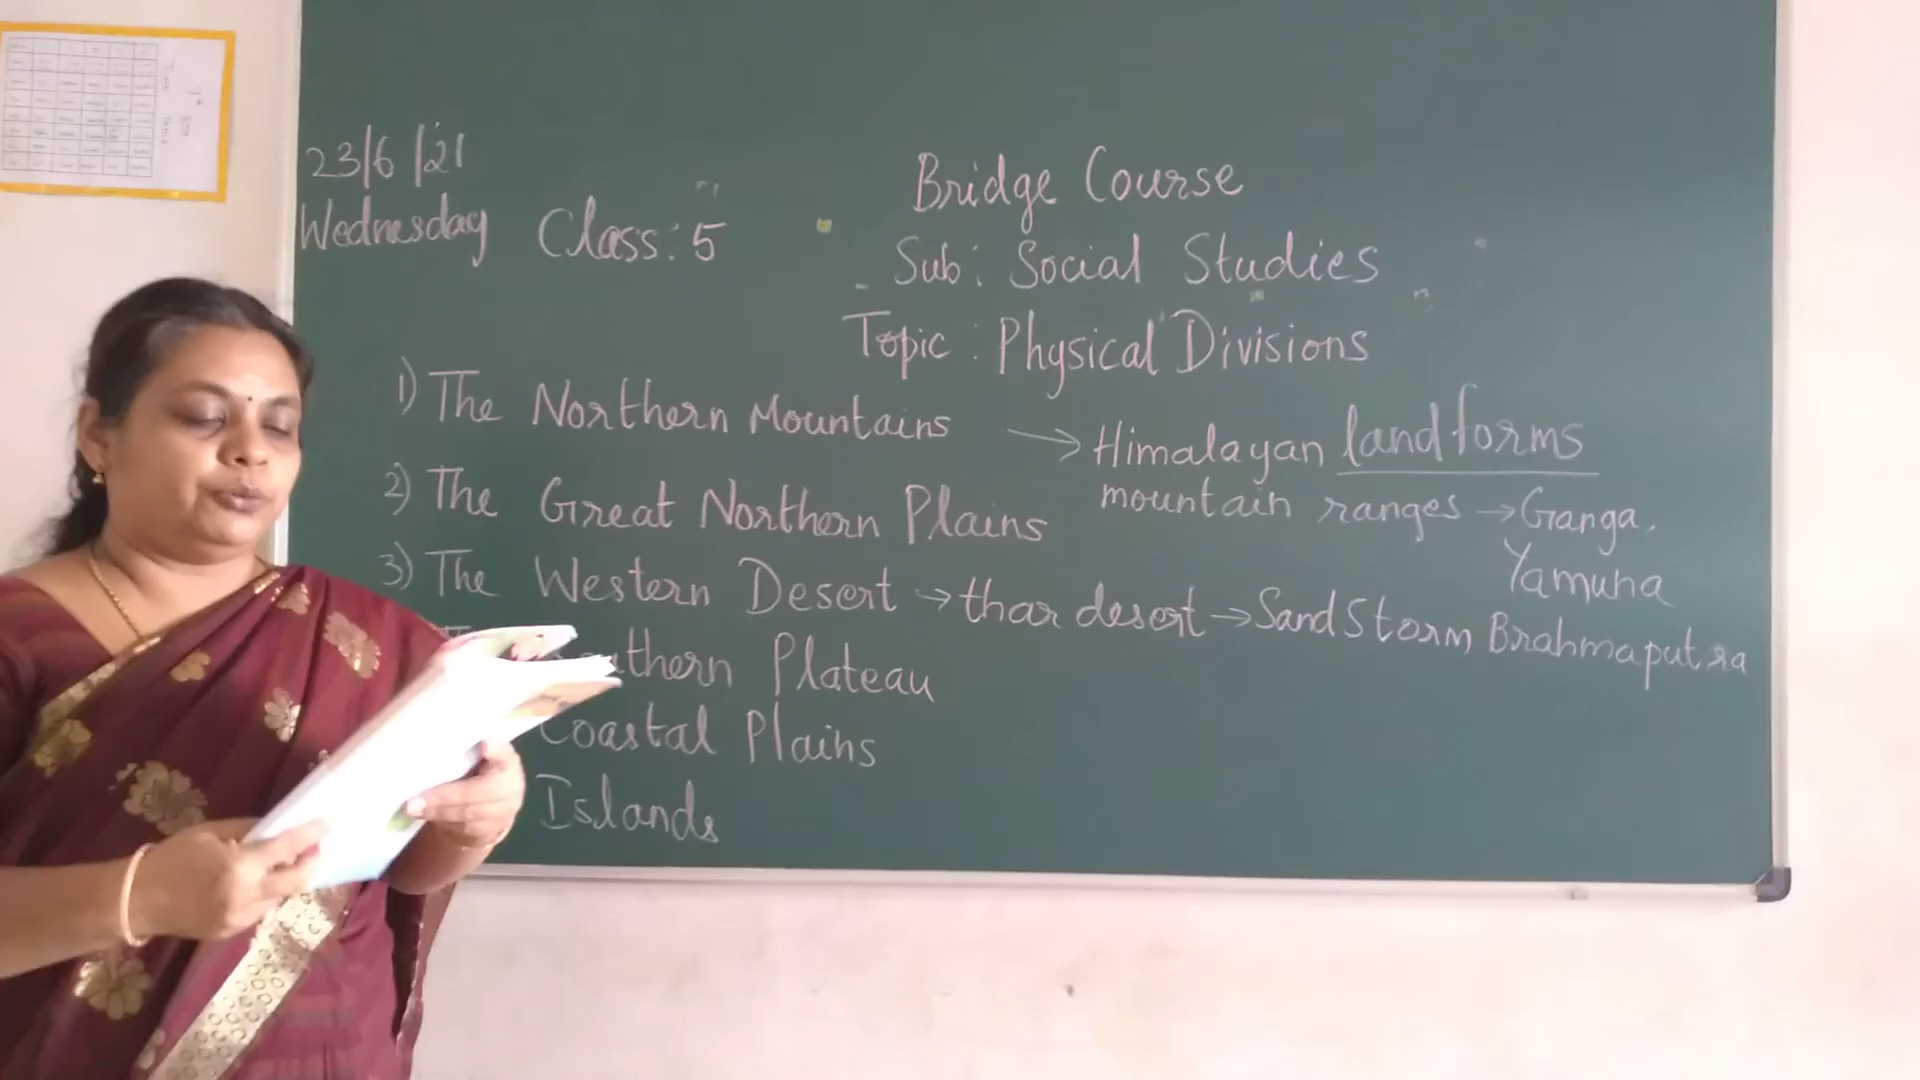 23/6/21
Wednesday Class: 5
Bridge Course
Sub: Social Studies
Topic: Physical Divisions
1) The Northern Mountains → Himalayan landforms
mountain ranges → Ganga,
Yamuna
Brahmaputra
2) The Great Northern Plains
3) The Western Desert → thar desert → Sand Storm
Plateau
Coastal Plains
Islands